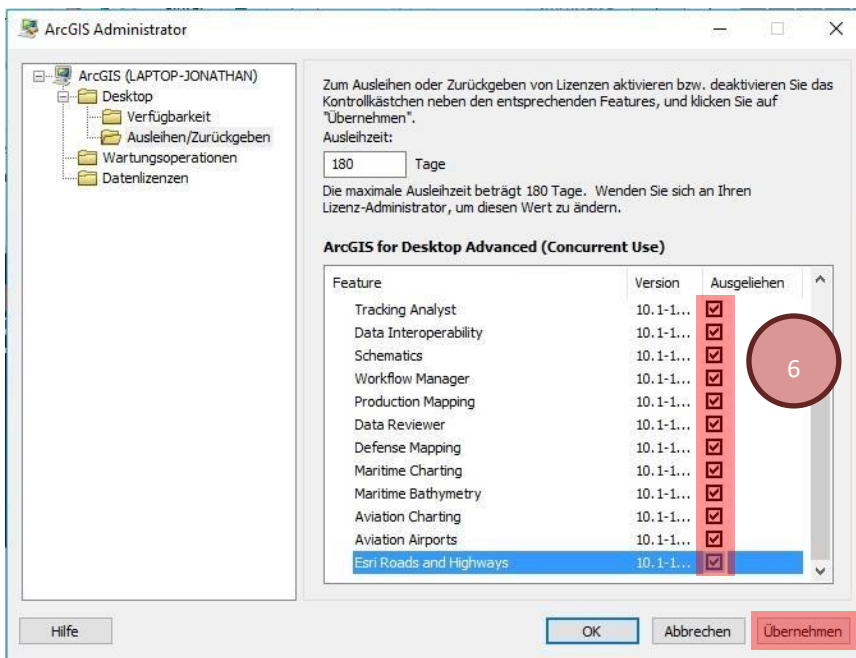 ArcGIS Administrator
ArcGIS (LAPTOP-JONATHAN)
Desktop
Verfügbarkeit
Ausleihen/Zurückgeben
Wartungsoperationen
Datenlizenzen
Zum Ausleihen oder Zurückgeben von Lizenzen aktivieren bzw. deaktivieren Sie das
Kontrollkästchen neben den entsprechenden Features, und klicken Sie auf
"Übernehmen".
Ausleihzeit:
180 Tage
Die maximale Ausleihzeit beträgt 180 Tage. Wenden Sie sich an Ihren
Lizenz-Administrator, um diesen Wert zu ändern.
ArcGIS for Desktop Advanced (Concurrent Use)
Feature Version Ausgeliehen
Tracking Analyst 10.1-1...
Data Interoperability 10.1-1...
Schematics 10.1-1...
Workflow Manager 10.1-1...
Production Mapping 10.1-1...
Data Reviewer 10.1-1...
Defense Mapping 10.1-1...
Maritime Charting 10.1-1...
Maritime Bathymetry 10.1-1...
Aviation Charting 10.1-1...
Aviation Airports 10.1-1...
Esri Roads and Highways 10.1-1...
6
Hilfe OK Abbrechen Übernehmen